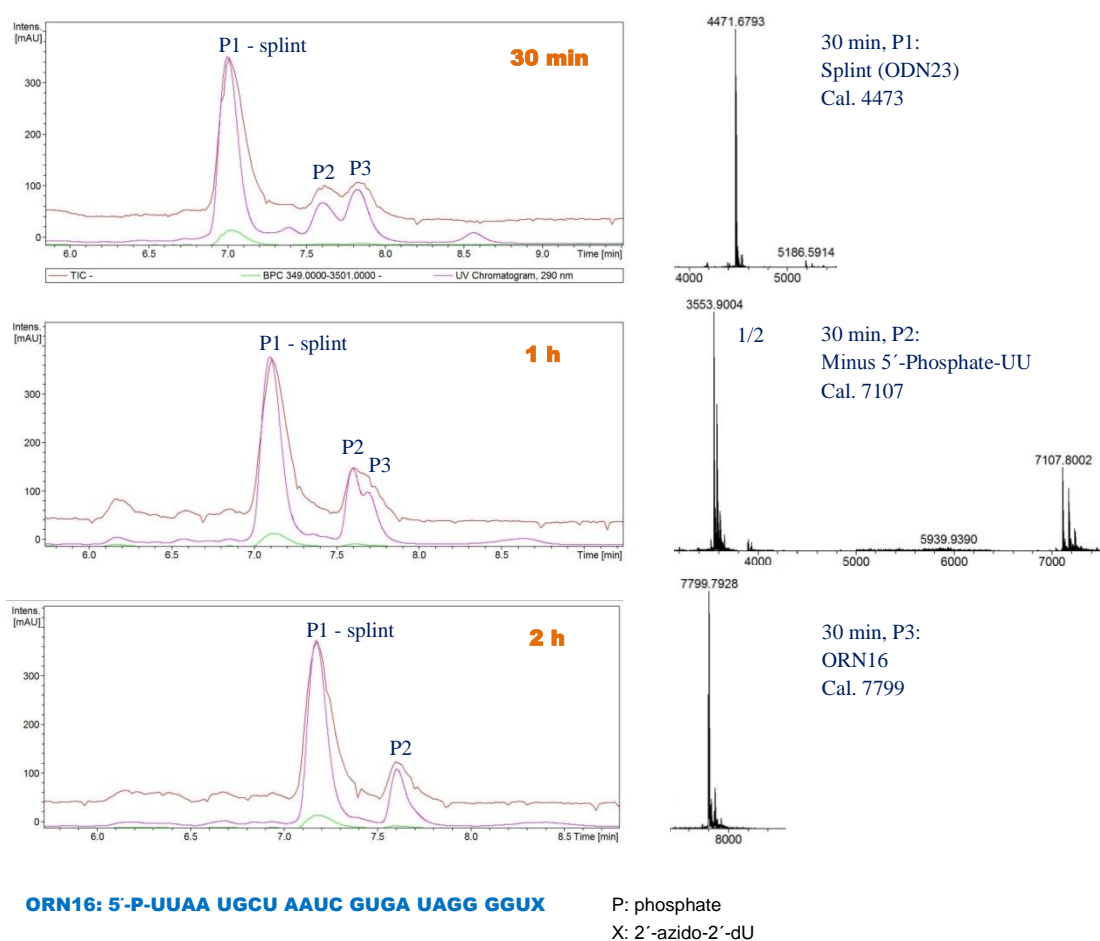 Intens.
[mAU]
300
200
100
0
P1 - splint
P2
P3
30 min
6.0 6.5 7.0 7.5 8.0 8.5 9.0 Time [min]
TIC - BPC 349.0000-3501.0000 - UV Chromatogram, 290 nm
4471.6793
5186.5914
4000 5000
30 min, P1:
Splint (ODN23)
Cal. 4473
Intens.
[mAU]
300
200
100
0
P1 - splint
P2
P3
1 h
6.0 6.5 7.0 7.5 8.0 8.5 9.0 Time [min]
3553.9004
1/2
5939.9390
7107.8002
4000 5000 6000 7000
30 min, P2:
Minus 5´-Phosphate-UU
Cal. 7107
Intens.
[mAU]
300
200
100
0
P1 - splint
P2
2 h
6.0 6.5 7.0 7.5 8.0 8.5 Time [min]
7799.7928
8000
30 min, P3:
ORN16
Cal. 7799
ORN16: 5´-P-UUAA UGCU AAUC GUGA UAGG GGUX
P: phosphate
X: 2´-azido-2´-dU